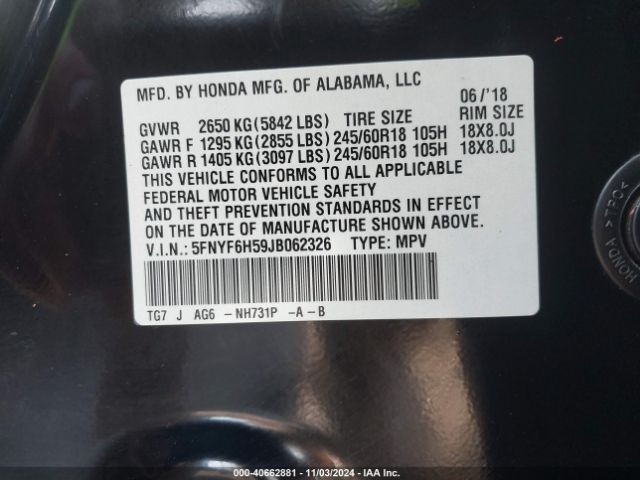 MFD. BY HONDA MFG. OF ALABAMA, LLC
06/'18
GVWR 2650 KG(5842 LBS) TIRE SIZE RIM SIZE
GAWR F 1295 KG(2855 LBS) 245/60R18 105H 18X8.0J
GAWR R 1405 KG(3097 LBS) 245/60R18 105H 18X8.0J
THIS VEHICLE CONFORMS TO ALL APPLICABLE
FEDERAL MOTOR VEHICLE SAFETY
AND THEFT PREVENTION STANDARDS IN EFFECT
ON THE DATE OF MANUFACTURE SHOWN ABOVE.
V.I.N.: 5FNYF6H59JB062326 TYPE: MPV
TG7 J AG6 - NH731P -A-B
HONDA >TPO<
000-40662881 - 11/03/2024 - IAA Inc.